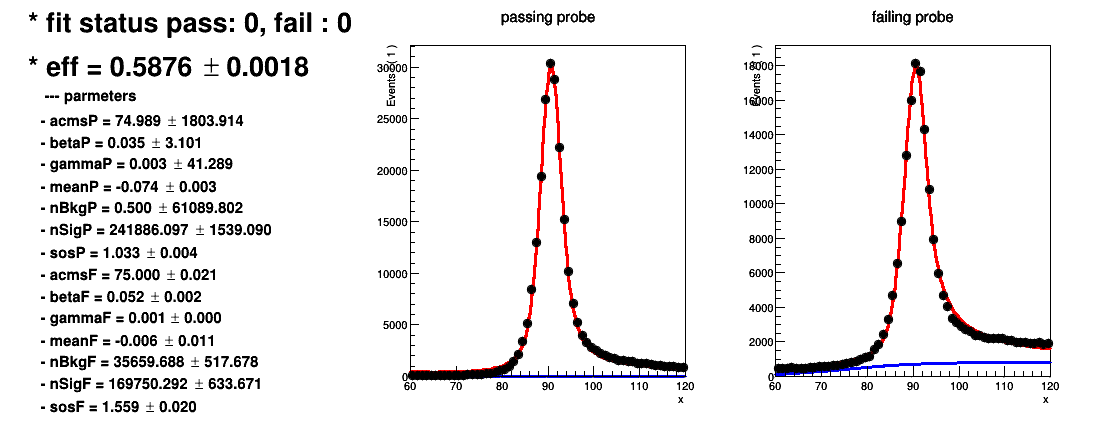 * fit status pass: 0, fail : 0
* eff = 0.5876 ± 0.0018
--- parmeters
- acmsP = 74.989 ± 1803.914
- betaP = 0.035 ± 3.101
- gammaP = 0.003 ± 41.289
- meanP = -0.074 ± 0.003
- nBkgP = 0.500 ± 61089.802
- nSigP = 241886.097 ± 1539.090
- sosP = 1.033 ± 0.004
- acmsF = 75.000 ± 0.021
- betaF = 0.052 ± 0.002
- gammaF = 0.001 ± 0.000
- meanF = -0.006 ± 0.011
- nBkgF = 35659.688 ± 517.678
- nSigF = 169750.292 ± 633.671
- sosF = 1.559 ± 0.020
passing probe
Events / ( 1 )
30000
25000
20000
15000
10000
5000
0
60 70 80 90 100 110 120
x
failing probe
Events / ( 1 )
18000
16000
14000
12000
10000
8000
6000
4000
2000
0
60 70 80 90 100 110 120
x